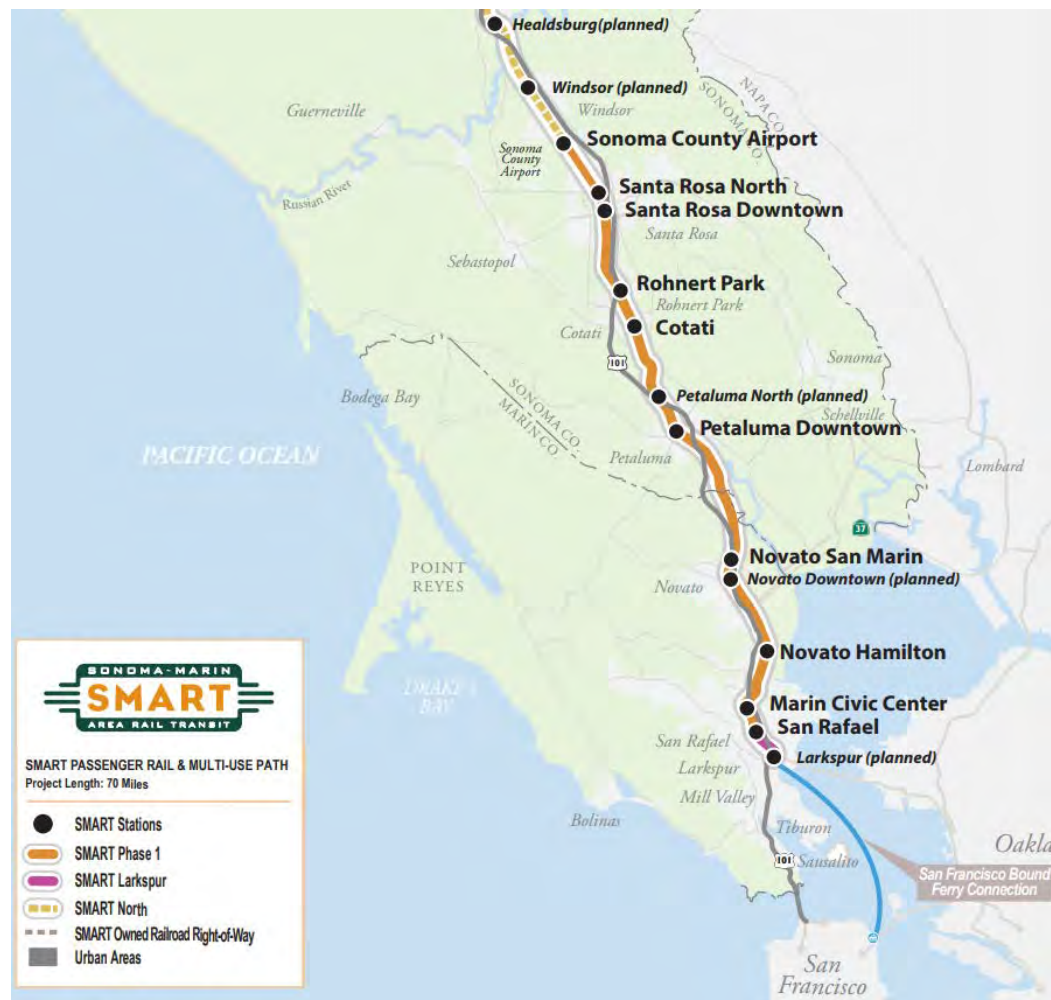 Healdsburg(planned)
Windsor (planned)
Windsor
Guerneville
NAPA CO.
SONOMA CO.
Sonoma County Airport
Sonoma
County
Airport
Santa Rosa North
Russian River
Santa Rosa Downtown
Santa Rosa
Sebastopol
Rohnert Park
Rohnert Park
Cotati
Cotati
Sonoma
101
SONOMA CO.
MARIN CO.
Bodega Bay
Petaluma North (planned)
Schellville
Petaluma Downtown
PACIFIC OCEAN
Petaluma
Lombard
37
Novato San Marin
POINT
REYES
Novato Downtown (planned)
Novato
Novato Hamilton
DRAKES
BAY
Marin Civic Center
San Rafael
San Rafael
Larkspur (planned)
Larkspur
Mill Valley
Bolinas
Tiburon
Oakla
101
Sausalito
San Francisco Bound
Ferry Connection
San
Francisco
SONOMA-MARIN
SMART
AREA RAIL TRANSIT
SMART PASSENGER RAIL & MULTI-USE PATH
Project Length: 70 Miles
SMART Stations
SMART Phase 1
SMART Larkspur
SMART North
SMART Owned Railroad Right-of-Way
Urban Areas